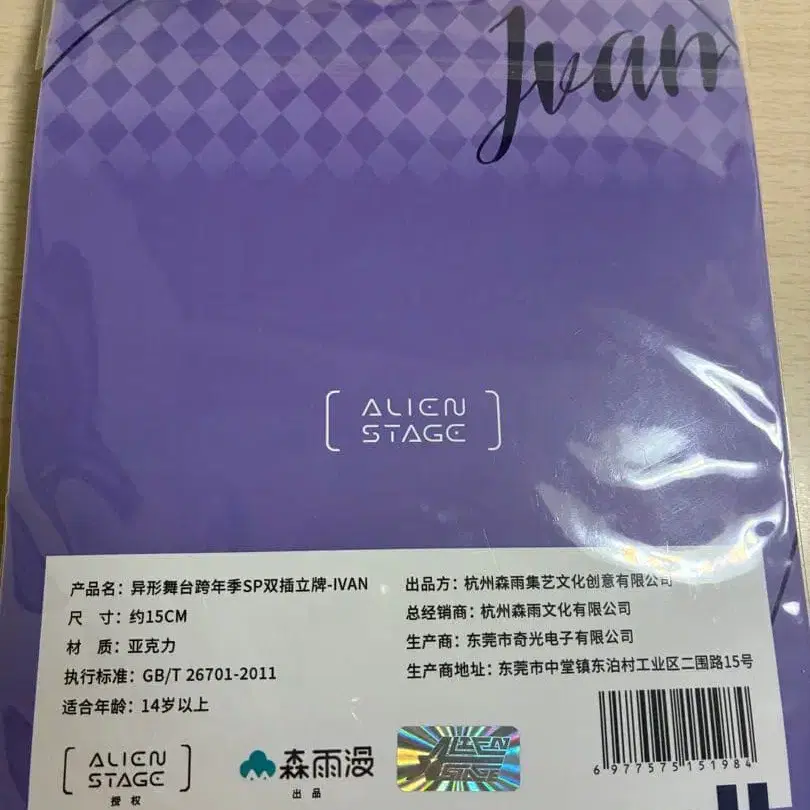 Ivan
ALIEN
STAGE
产品名：异形舞台跨年季SP双插立牌-IVAN
尺 寸：约15CM
材 质：亚克力
执行标准：GB/T 26701-2011
适合年龄：14岁以上
出品方：杭州森雨集艺文化创意有限公司
总经销商：杭州森雨文化有限公司
生产商：东莞市奇光电子有限公司
生产商地址：东莞市中堂镇东泊村工业区二围路15号
ALIEN
STAGE
授权
森雨漫
出品
ALIEN
STAGE
6977575151984